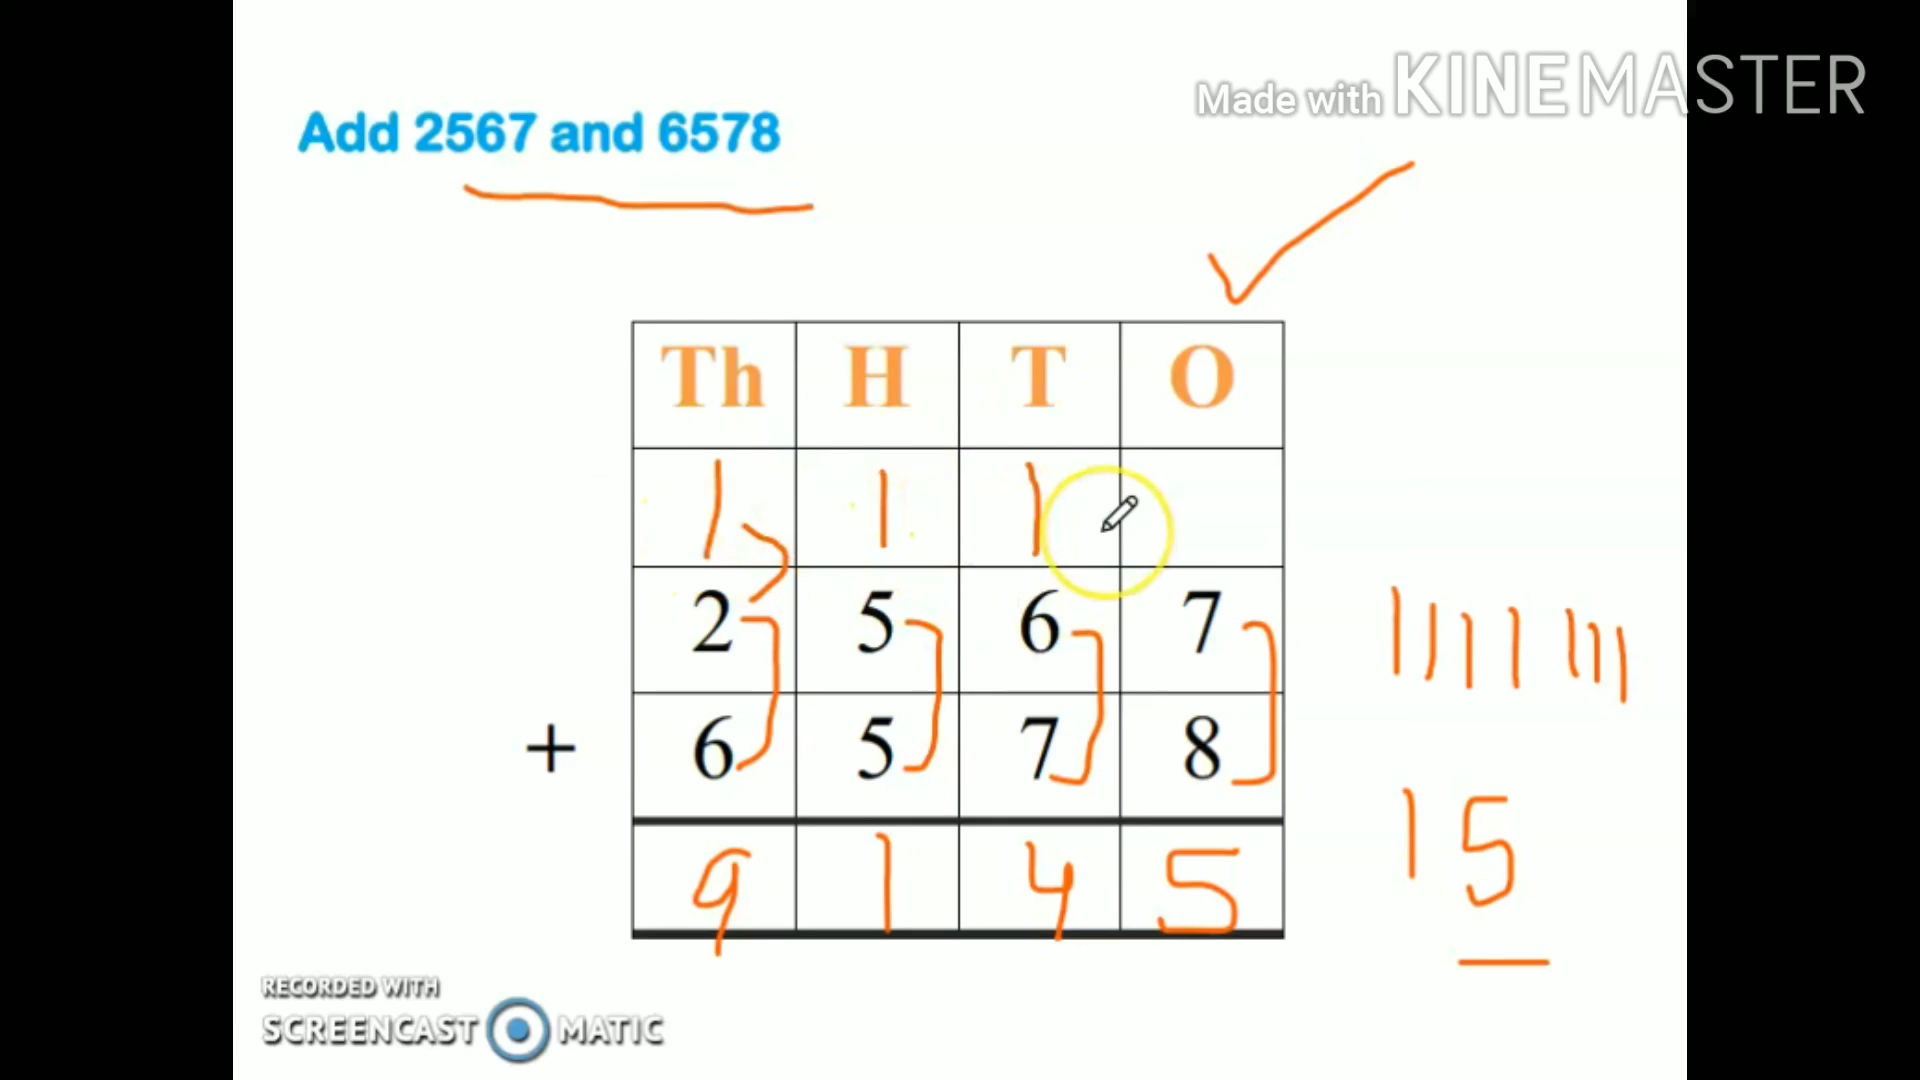 Made with KINEMASTER
Add 2567 and 6578
Th H T O
1 1 1
2 5 6 7
+ 6 5 7 8
9 1 4 5
15
RECORDED WITH
SCREENCAST MATIC